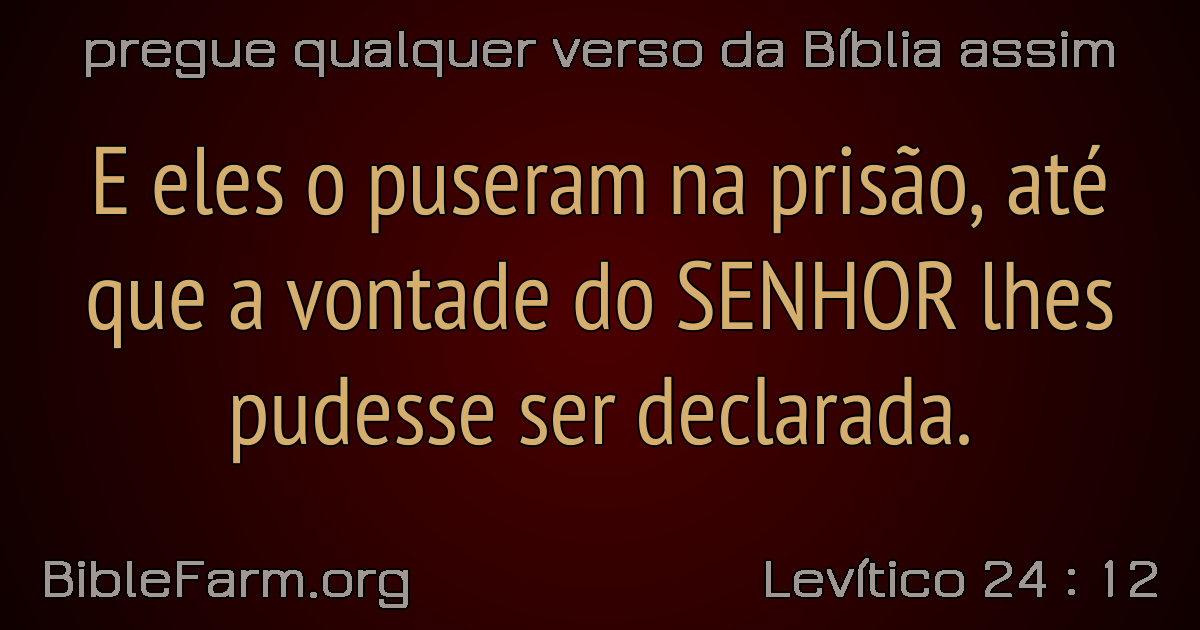 pregue qualquer verso da Bíblia assim
E eles o puseram na prisão, até
que a vontade do SENHOR lhes
pudesse ser declarada.
BibleFarm.org
Levítico 24 : 12